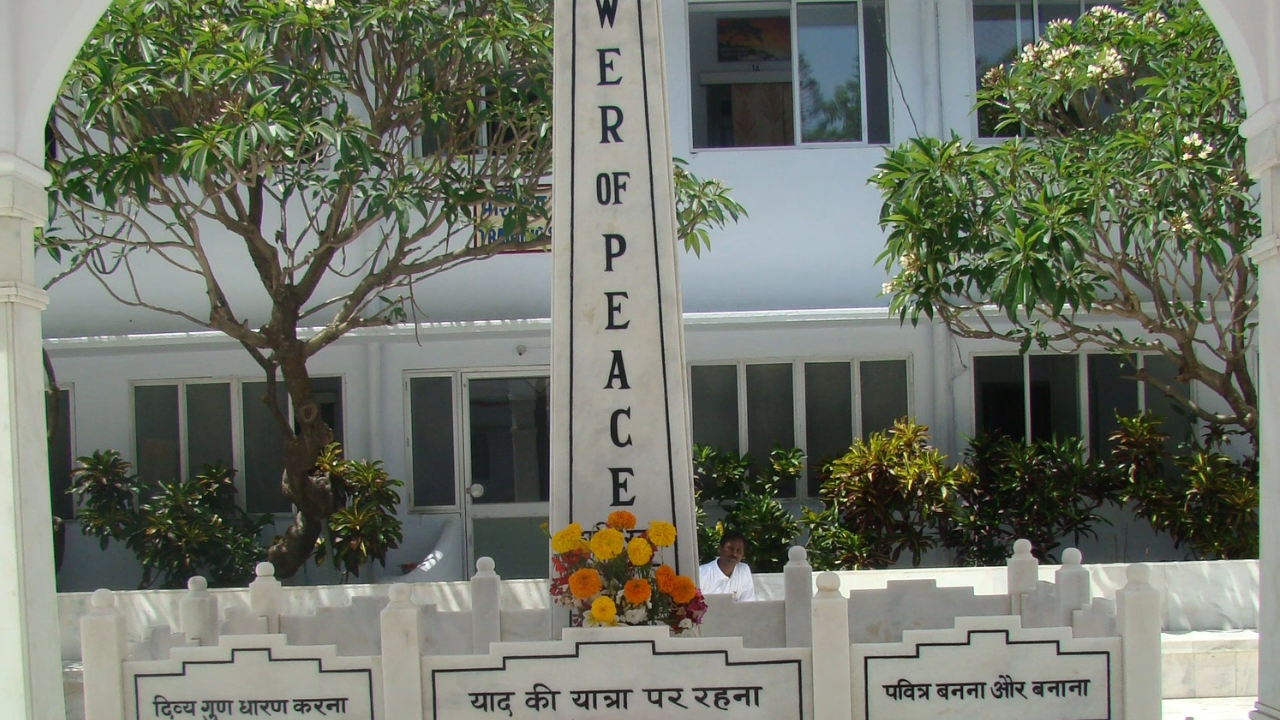 WER OF PEACE
दिव्य गुण धारण करना
याद की यात्रा पर रहना
पवित्र बनना और बनाना